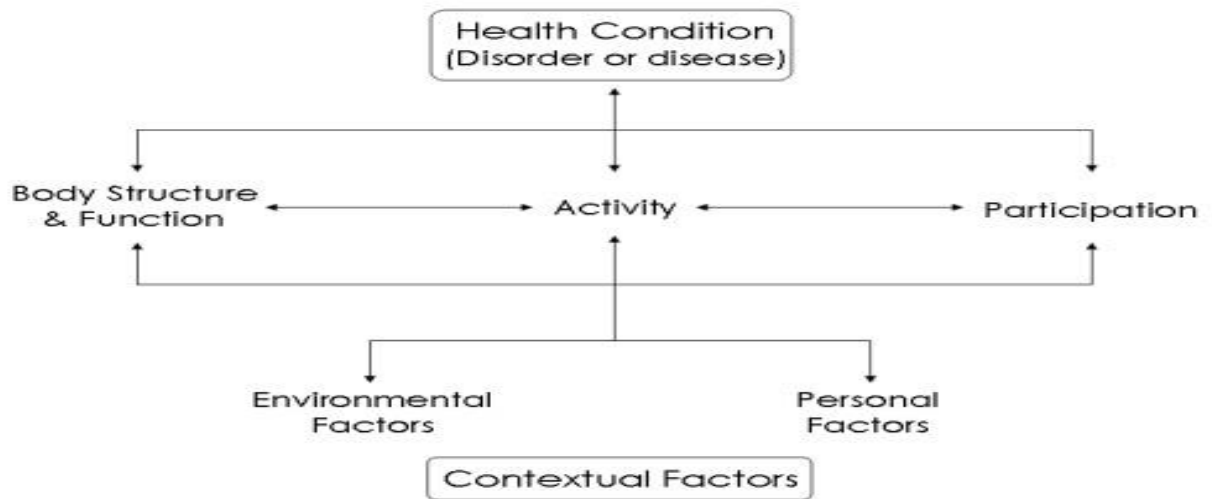 Health Condition
(Disorder or disease)
Body Structure
& Function
Activity
Participation
Environmental
Factors
Personal
Factors
Contextual Factors